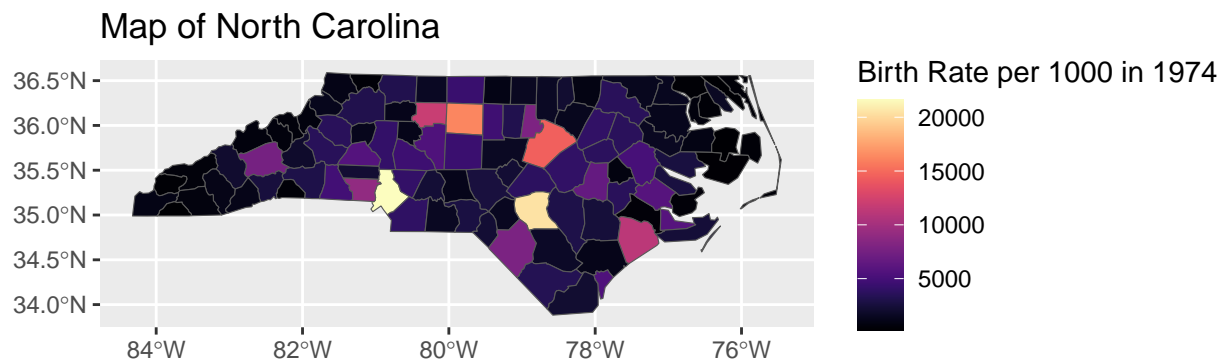 Map of North Carolina
36.5°N
36.0°N
35.5°N
35.0°N
34.5°N
34.0°N
84°W
82°W
80°W
78°W
76°W
Birth Rate per 1000 in 1974
20000
15000
10000
5000